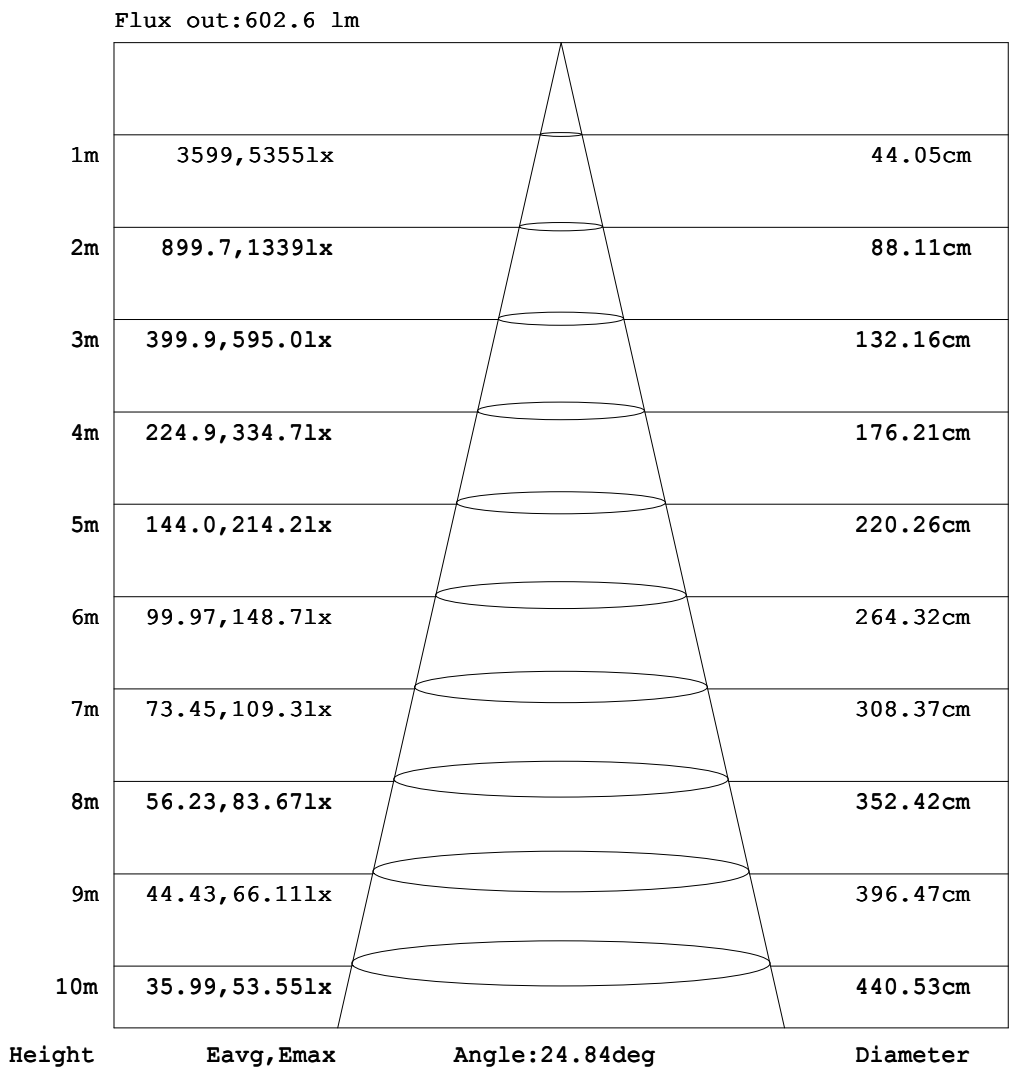 Flux out:602.6 lm
1m 3599,5355lx 44.05cm
2m 899.7,1339lx 88.11cm
3m 399.9,595.0lx 132.16cm
4m 224.9,334.7lx 176.21cm
5m 144.0,214.2lx 220.26cm
6m 99.97,148.7lx 264.32cm
7m 73.45,109.3lx 308.37cm
8m 56.23,83.67lx 352.42cm
9m 44.43,66.11lx 396.47cm
10m 35.99,53.55lx 440.53cm
Height Eavg,Emax Angle:24.84deg Diameter